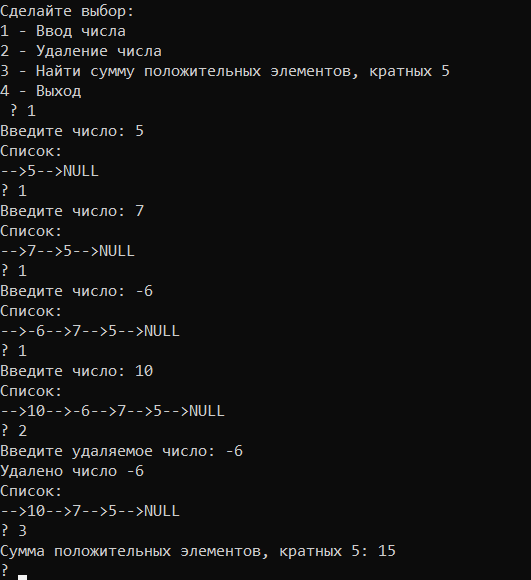 Сделайте выбор:
1 - Ввод числа
2 - Удаление числа
3 - Найти сумму положительных элементов, кратных 5
4 - Выход
 ? 1
Введите число: 5
Список:
-->5-->NULL
? 1
Введите число: 7
Список:
-->7-->5-->NULL
? 1
Введите число: -6
Список:
-->-6-->7-->5-->NULL
? 1
Введите число: 10
Список:
-->10-->-6-->7-->5-->NULL
? 2
Введите удаляемое число: -6
Удалено число -6
Список:
-->10-->7-->5-->NULL
? 3
Сумма положительных элементов, кратных 5: 15
?